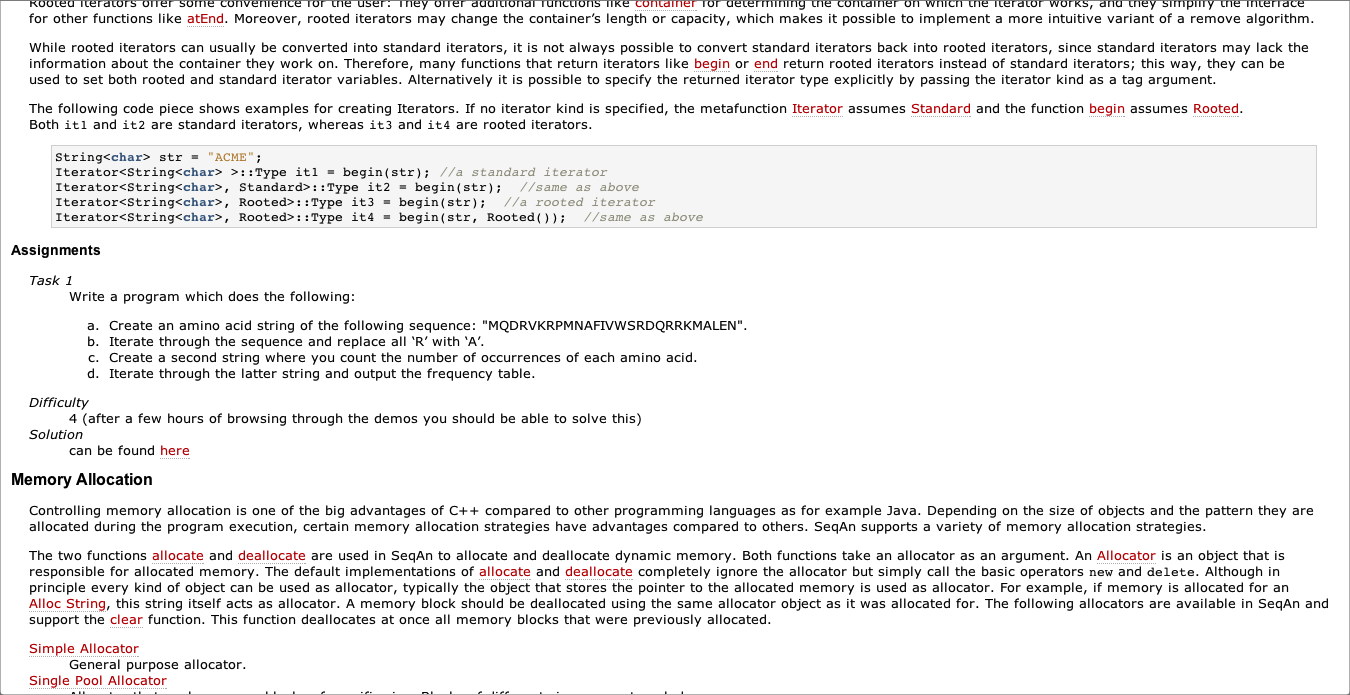 Rooted iterators offer some convenience for the user: They offer additional functions like container for determining the container on which the iterator works, and they simplify the interface
for other functions like atEnd. Moreover, rooted iterators may change the container’s length or capacity, which makes it possible to implement a more intuitive variant of a remove algorithm.
While rooted iterators can usually be converted into standard iterators, it is not always possible to convert standard iterators back into rooted iterators, since standard iterators may lack the
information about the container they work on. Therefore, many functions that return iterators like begin or end return rooted iterators instead of standard iterators; this way, they can be
used to set both rooted and standard iterator variables. Alternatively it is possible to specify the returned iterator type explicitly by passing the iterator kind as a tag argument.
The following code piece shows examples for creating Iterators. If no iterator kind is specified, the metafunction Iterator assumes Standard and the function begin assumes Rooted.
Both it1 and it2 are standard iterators, whereas it3 and it4 are rooted iterators.
String<char> str = "ACME";
Iterator<String<char> >::Type it1 = begin(str); //a standard iterator
Iterator<String<char>, Standard>::Type it2 = begin(str);  //same as above
Iterator<String<char>, Rooted>::Type it3 = begin(str);  //a rooted iterator
Iterator<String<char>, Rooted>::Type it4 = begin(str, Rooted());  //same as above
Assignments
Task 1
Write a program which does the following:
a. Create an amino acid string of the following sequence: "MQDRVKRPMNAFIVWSRDQRRKMALEN".
b. Iterate through the sequence and replace all ‘R’ with ‘A’.
c. Create a second string where you count the number of occurrences of each amino acid.
d. Iterate through the latter string and output the frequency table.
Difficulty
4 (after a few hours of browsing through the demos you should be able to solve this)
Solution
can be found here
Memory Allocation
Controlling memory allocation is one of the big advantages of C++ compared to other programming languages as for example Java. Depending on the size of objects and the pattern they are
allocated during the program execution, certain memory allocation strategies have advantages compared to others. SeqAn supports a variety of memory allocation strategies.
The two functions allocate and deallocate are used in SeqAn to allocate and deallocate dynamic memory. Both functions take an allocator as an argument. An Allocator is an object that is
responsible for allocated memory. The default implementations of allocate and deallocate completely ignore the allocator but simply call the basic operators new and delete. Although in
principle every kind of object can be used as allocator, typically the object that stores the pointer to the allocated memory is used as allocator. For example, if memory is allocated for an
Alloc String, this string itself acts as allocator. A memory block should be deallocated using the same allocator object as it was allocated for. The following allocators are available in SeqAn and
support the clear function. This function deallocates at once all memory blocks that were previously allocated.
Simple Allocator
General purpose allocator.
Single Pool Allocator